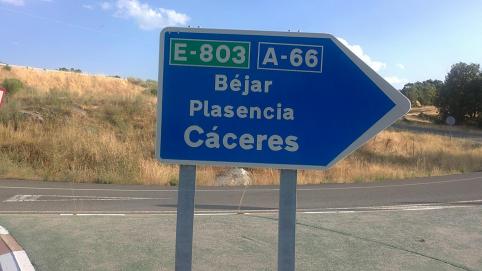 E-803 A-66
Béjar
Plasencia
Cáceres